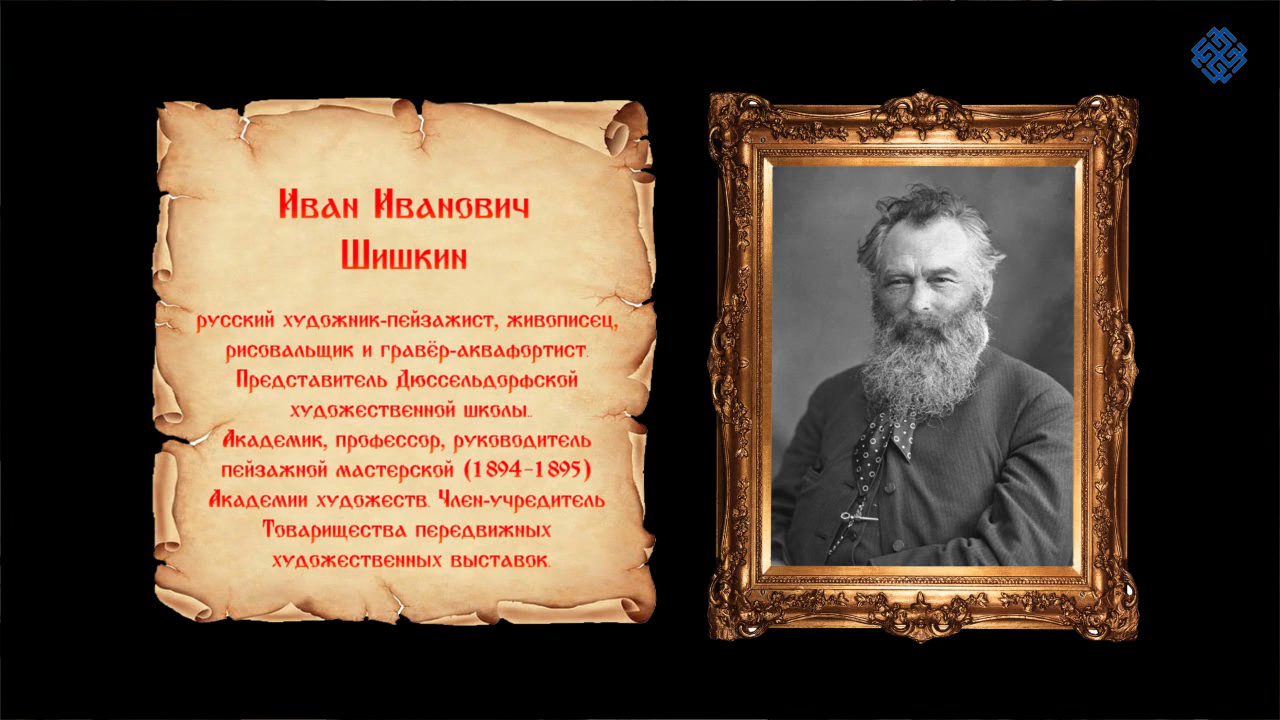 Иван Иванович
Шишкин
русский художник-пейзажист, живописец,
рисовальщик и гравёр-аквафортист.
Представитель Дюссельдорфской
художественной школы..
Академик, профессор, руководитель
пейзажной мастерской (1894-1895)
Академии художеств. Член-учредитель
Товарищества передвижных
художественных выставок.